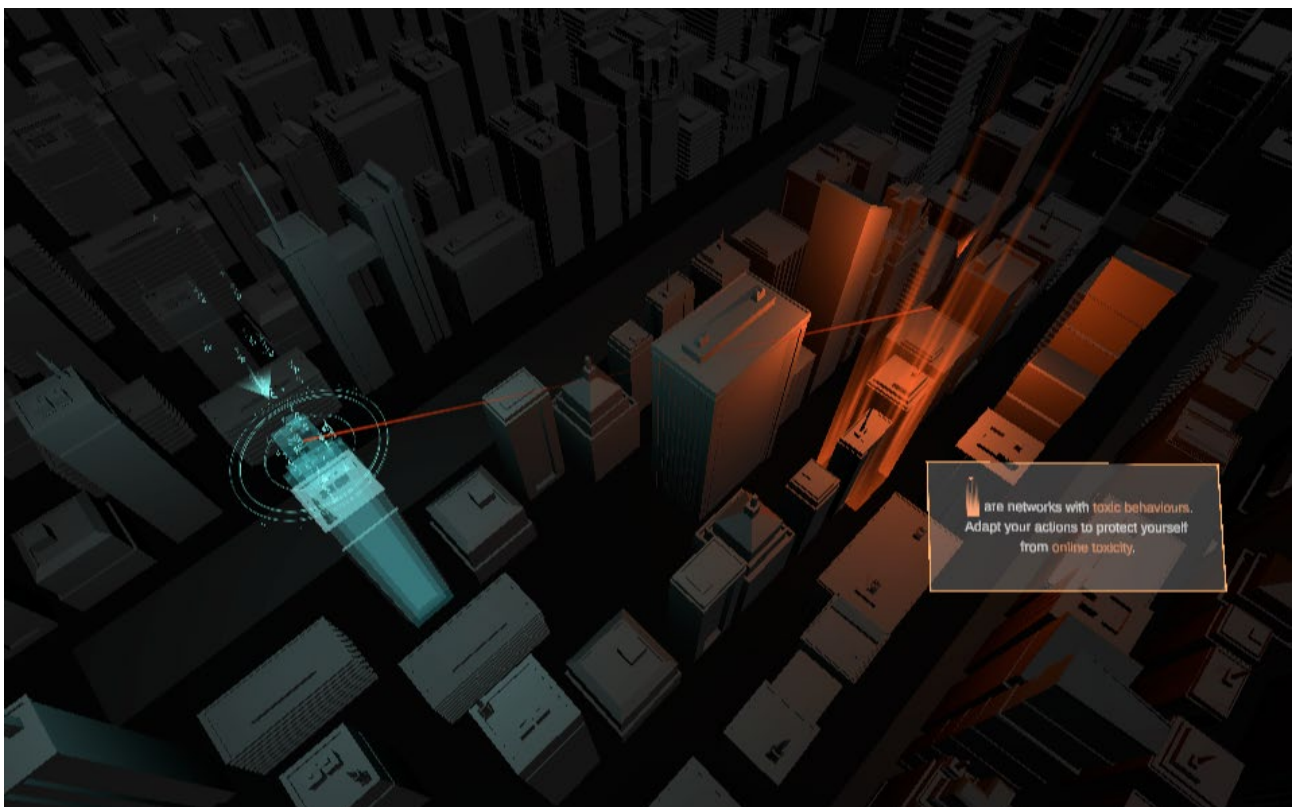 are networks with toxic behaviours.
Adapt your actions to protect yourself
from online toxicity.